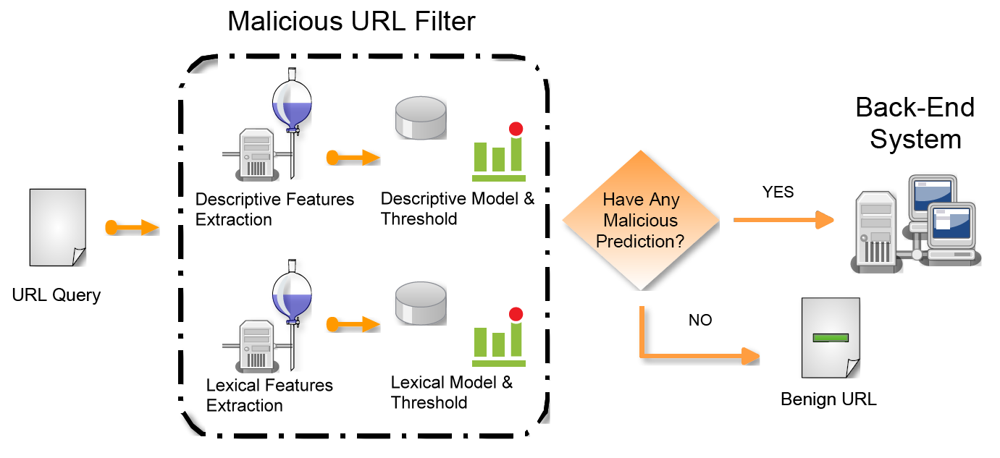 Malicious URL Filter
Descriptive Features
Extraction
Descriptive Model &
Threshold
Lexical Features
Extraction
Lexical Model &
Threshold
URL Query
Have Any
Malicious
Prediction?
YES
NO
Back-End
System
Benign URL